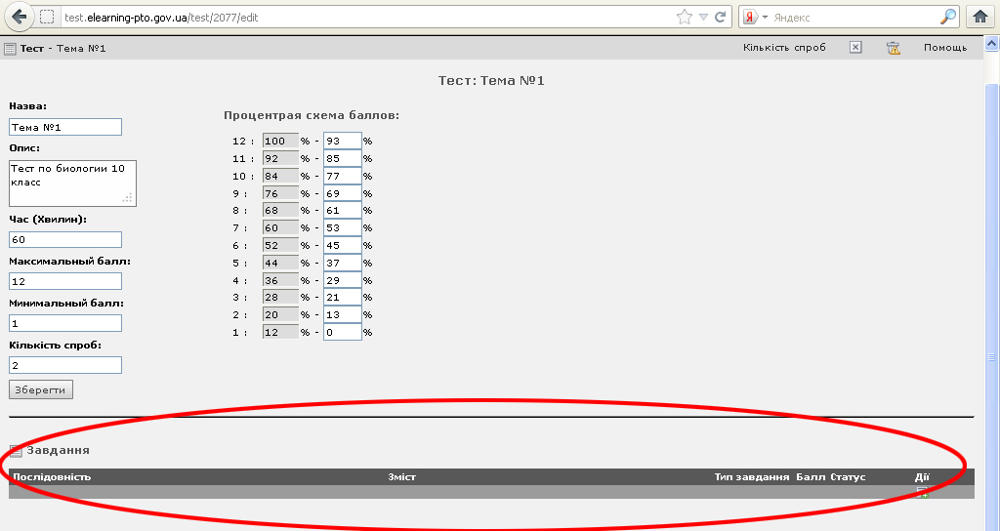 test.elearning-pto.gov.ua/test/2077/edit
Яндекс
Тест - Тема №1
Кількість спроб
Помощь
Тест: Тема №1
Назва:
Тема №1
Опис:
Тест по биологии 10
класс
Час (Хвилин):
60
Максимальный балл:
12
Минимальный балл:
1
Кількість спроб:
2
Зберегти
Процентрая схема баллов:
12 : 100 % - 93 %
11 : 92 % - 85 %
10 : 84 % - 77 %
9 : 76 % - 69 %
8 : 68 % - 61 %
7 : 60 % - 53 %
6 : 52 % - 45 %
5 : 44 % - 37 %
4 : 36 % - 29 %
3 : 28 % - 21 %
2 : 20 % - 13 %
1 : 12 % - 0 %
Завдання
Послідовність Зміст Тип завдання Балл Статус Дії